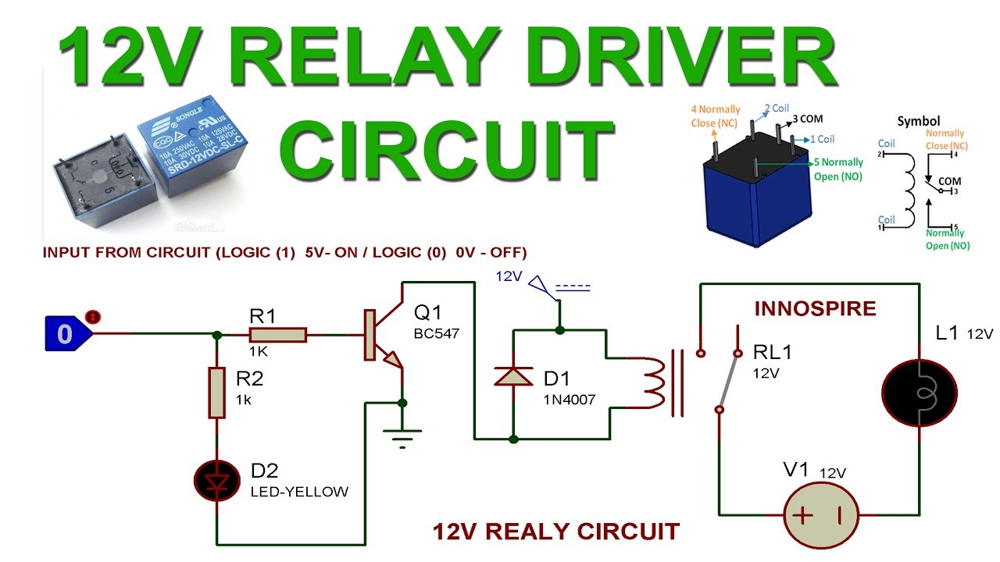 12V RELAY DRIVER
CIRCUIT
SONGLE
CQC
US
10A 250VAC 10A 125VAC
10A 30VDC 10A 28VDC
SRD-12VDC-SL-C
4 Normally
Close (NC)
2 Coil
3 COM
1 Coil
5 Normally
Open (NO)
Symbol
Coil
2
Normally
Close (NC)
4
COM
3
Coil
1
5
Normally
Open (NO)
INPUT FROM CIRCUIT (LOGIC (1)  5V- ON / LOGIC (0)  0V - OFF)
12V
0
R1
1K
Q1
BC547
R2
1k
D1
1N4007
INNOSPIRE
RL1
12V
L1 12V
D2
LED-YELLOW
V1 12V
12V REALY CIRCUIT